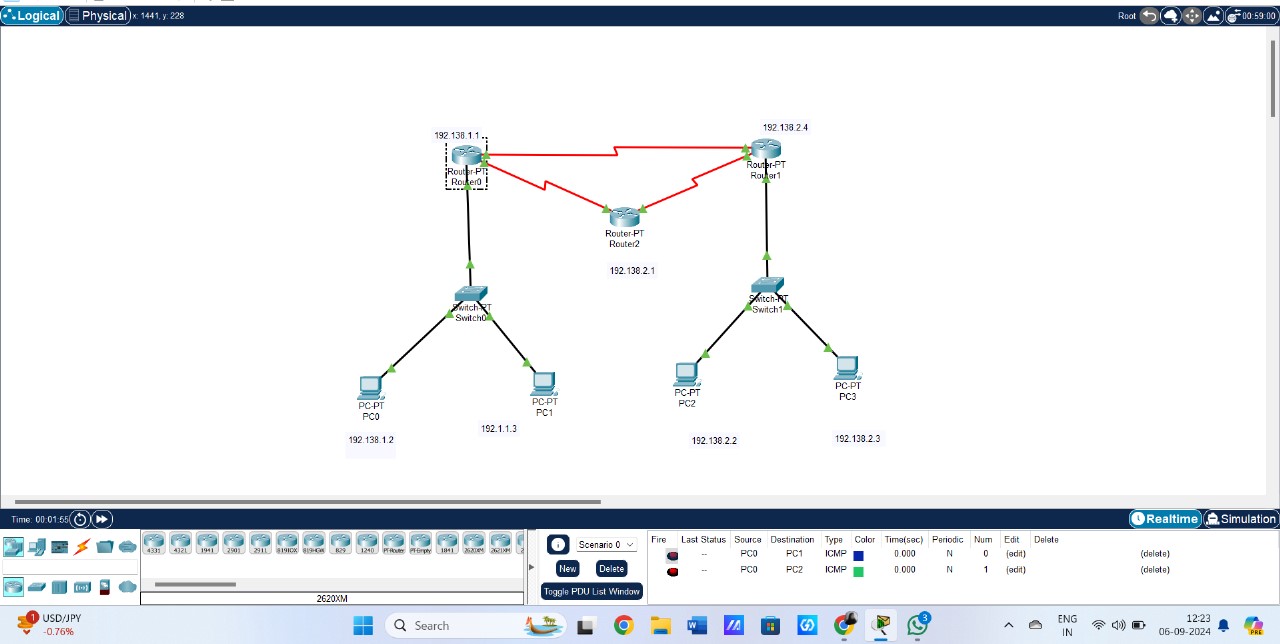 Logical Physical x: 1441, y: 228 Root 00:59:00
192.138.1.1
192.138.2.4
Router-PT
Router0
Router-PT
Router1
Router-PT
Router2
192.138.2.1
Switch-PT
Switch0
Switch-PT
Switch1
PC-PT
PC0
PC-PT
PC1
PC-PT
PC2
PC-PT
PC3
192.138.1.2
192.1.1.3
192.138.2.2
192.138.2.3
Time: 00:01:55 Realtime Simulation
4331 4321 1941 2901 2911 819IOX 819HGW 829 1240 PT-Router PT-Empty 1841 2620XM 2621XM
2620XM
Scenario 0
New Delete
Toggle PDU List Window
Fire Last Status Source Destination Type Color Time(sec) Periodic Num Edit Delete
-- PC0 PC1 ICMP 0.000 N 0 (edit) (delete)
-- PC0 PC2 ICMP 0.000 N 1 (edit) (delete)
1 USD/JPY
-0.76%
Search
3
PRE
ENG
IN
12:23
06-09-2024